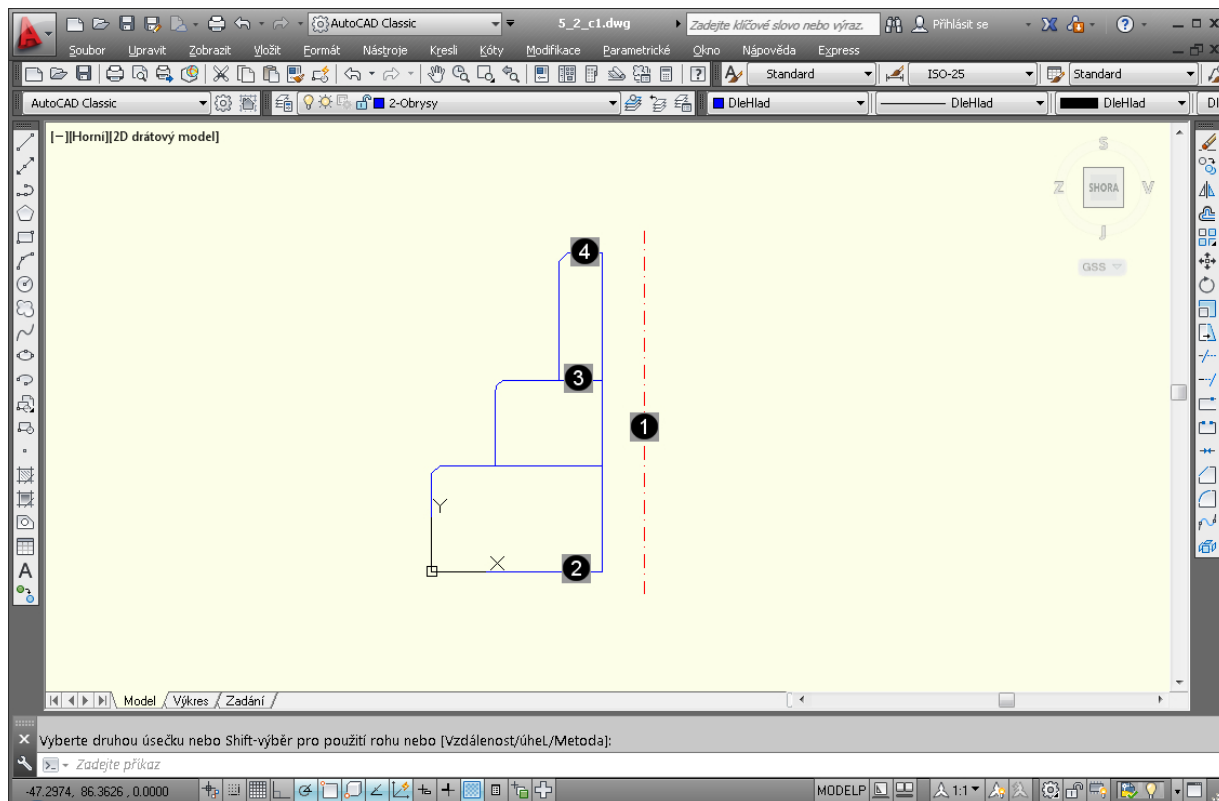 AutoCAD Classic 5_2_c1.dwg Zadejte klíčové slovo nebo výraz. Přihlásit se
Soubor Upravit Zobrazit Vložit Formát Nástroje Kresli Kóty Modifikace Parametrické Okno Nápověda Express
Standard ISO-25 Standard
AutoCAD Classic 2-Obrysy DleHlad DleHlad DleHlad Dl
[−][Horní][2D drátový model]
S
Z SHORA V
J
GSS
4
3
1
Y
X
2
A
Model Výkres Zadání
Vyberte druhou úsečku nebo Shift-výběr pro použití rohu nebo [Vzdálenost/úheL/Metoda]:
Zadejte příkaz
-47.2974, 86.3626, 0.0000 MODELP 1:1